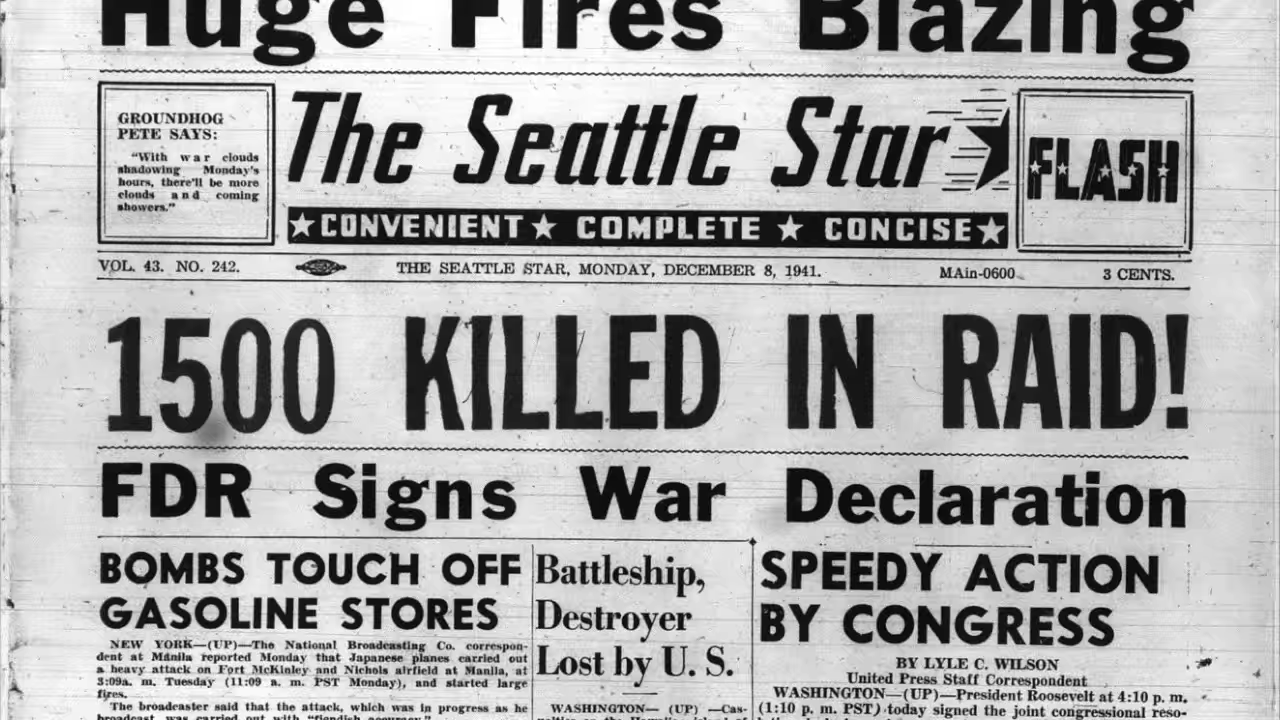 Huge Fires Blazing
GROUNDHOG
PETE SAYS:
"With war clouds
shadowing Monday's
hours, there'll be more
clouds and coming
showers."
The Seattle Star
FLASH
★CONVENIENT★ COMPLETE ★ CONCISE★
VOL. 43. NO. 242.
THE SEATTLE STAR, MONDAY, DECEMBER 8, 1941.
MAin-0600
3 CENTS.
1500 KILLED IN RAID!
FDR Signs War Declaration
BOMBS TOUCH OFF
GASOLINE STORES
NEW YORK—(UP)—The National Broadcasting Co. correspon-
dent at Manila reported Monday that Japanese planes carried out
a heavy attack on Fort McKinley and Nichols airfield at Manila, at
3:09a. m. Tuesday (11:09 a. m. PST Monday), and started large
fires.
The broadcaster said that the attack, which was in progress as he
broadcast, was carried out with "fiendish accuracy."
Battleship,
Destroyer
Lost by U. S.
WASHINGTON — (UP) —Cas-
SPEEDY ACTION
BY CONGRESS
BY LYLE C. WILSON
United Press Staff Correspondent
WASHINGTON—(UP)—President Roosevelt at 4:10 p. m.
(1:10 p. m. PST) today signed the joint congressional reso-